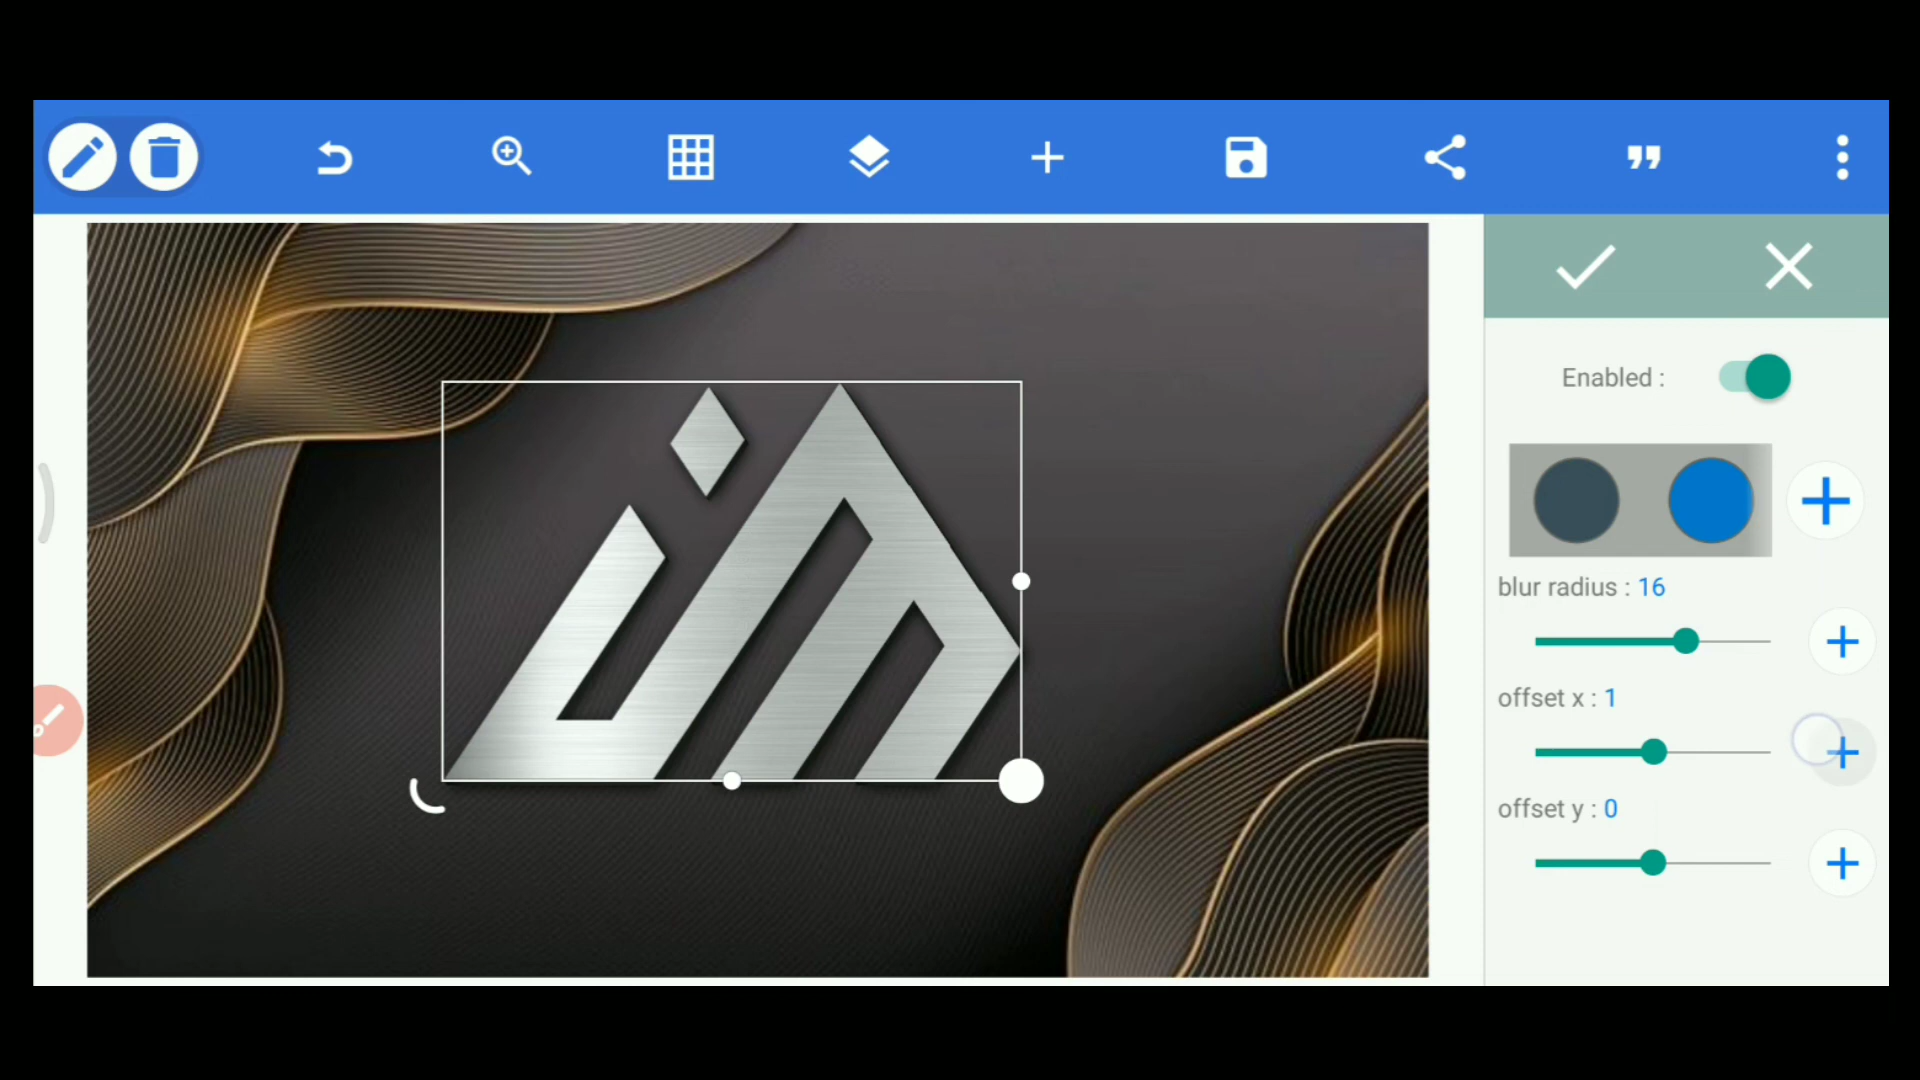 Enabled :
blur radius : 16
offset x : 1
offset y : 0